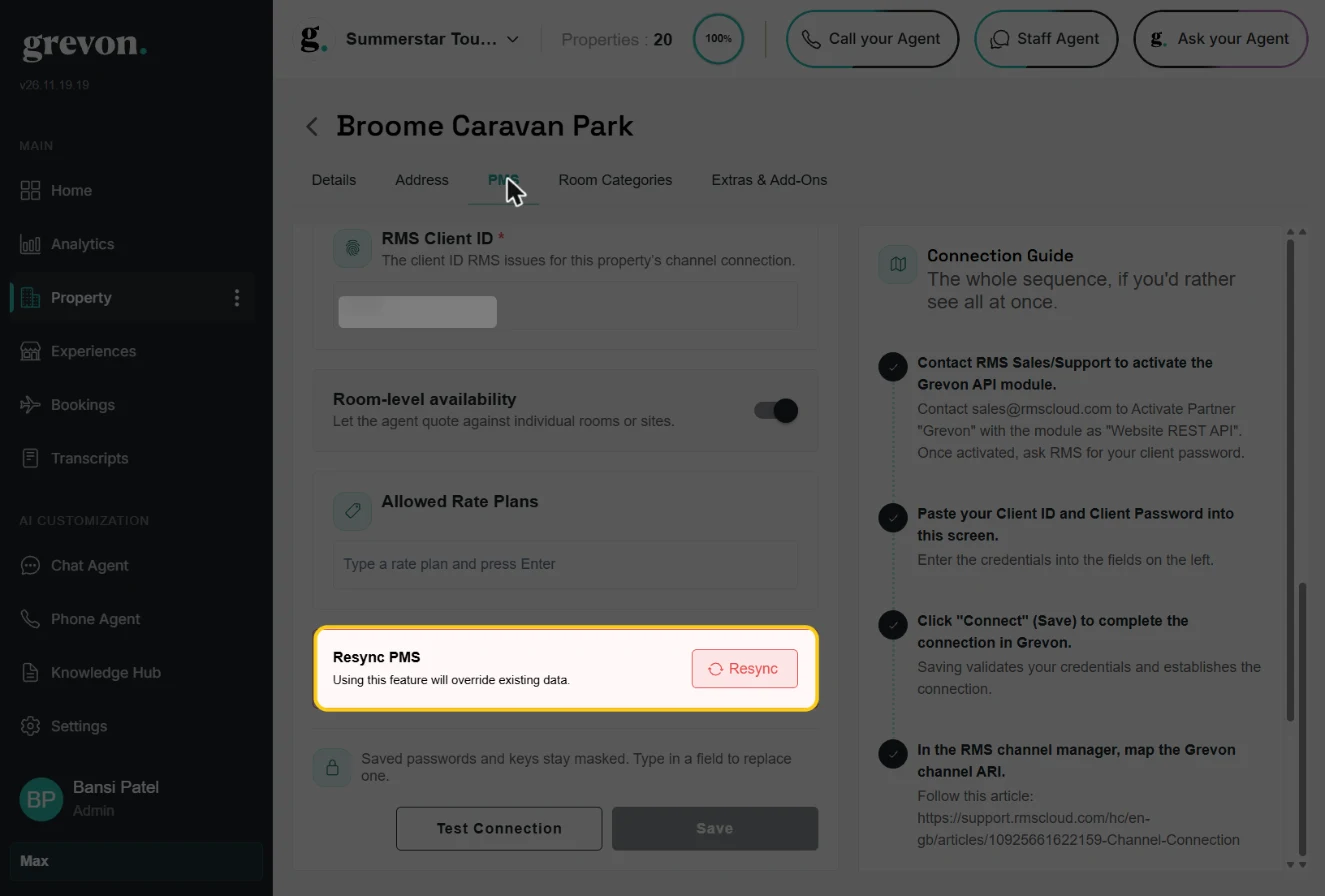 grevon.
v26.11.19.19
MAIN
Home
Analytics
Property
Experiences
Bookings
Transcripts
AI CUSTOMIZATION
Chat Agent
Phone Agent
Knowledge Hub
Settings
BP
Bansi Patel
Admin
Max
g.
Summerstar Tou...
Properties : 20
100%
Call your Agent
Staff Agent
g. Ask your Agent
Broome Caravan Park
Details
Address
PMS
Room Categories
Extras & Add-Ons
RMS Client ID *
The client ID RMS issues for this property's channel connection.
Room-level availability
Let the agent quote against individual rooms or sites.
Allowed Rate Plans
Type a rate plan and press Enter
Resync PMS
Using this feature will override existing data.
Resync
Saved passwords and keys stay masked. Type in a field to replace
one.
Test Connection
Save
Connection Guide
The whole sequence, if you'd rather
see all at once.
Contact RMS Sales/Support to activate the
Grevon API module.
Contact sales@rmscloud.com to Activate Partner
"Grevon" with the module as "Website REST API".
Once activated, ask RMS for your client password.
Paste your Client ID and Client Password into
this screen.
Enter the credentials into the fields on the left.
Click "Connect" (Save) to complete the
connection in Grevon.
Saving validates your credentials and establishes the
connection.
In the RMS channel manager, map the Grevon
channel ARI.
Follow this article:
https://support.rmscloud.com/hc/en-
gb/articles/10925661622159-Channel-Connection